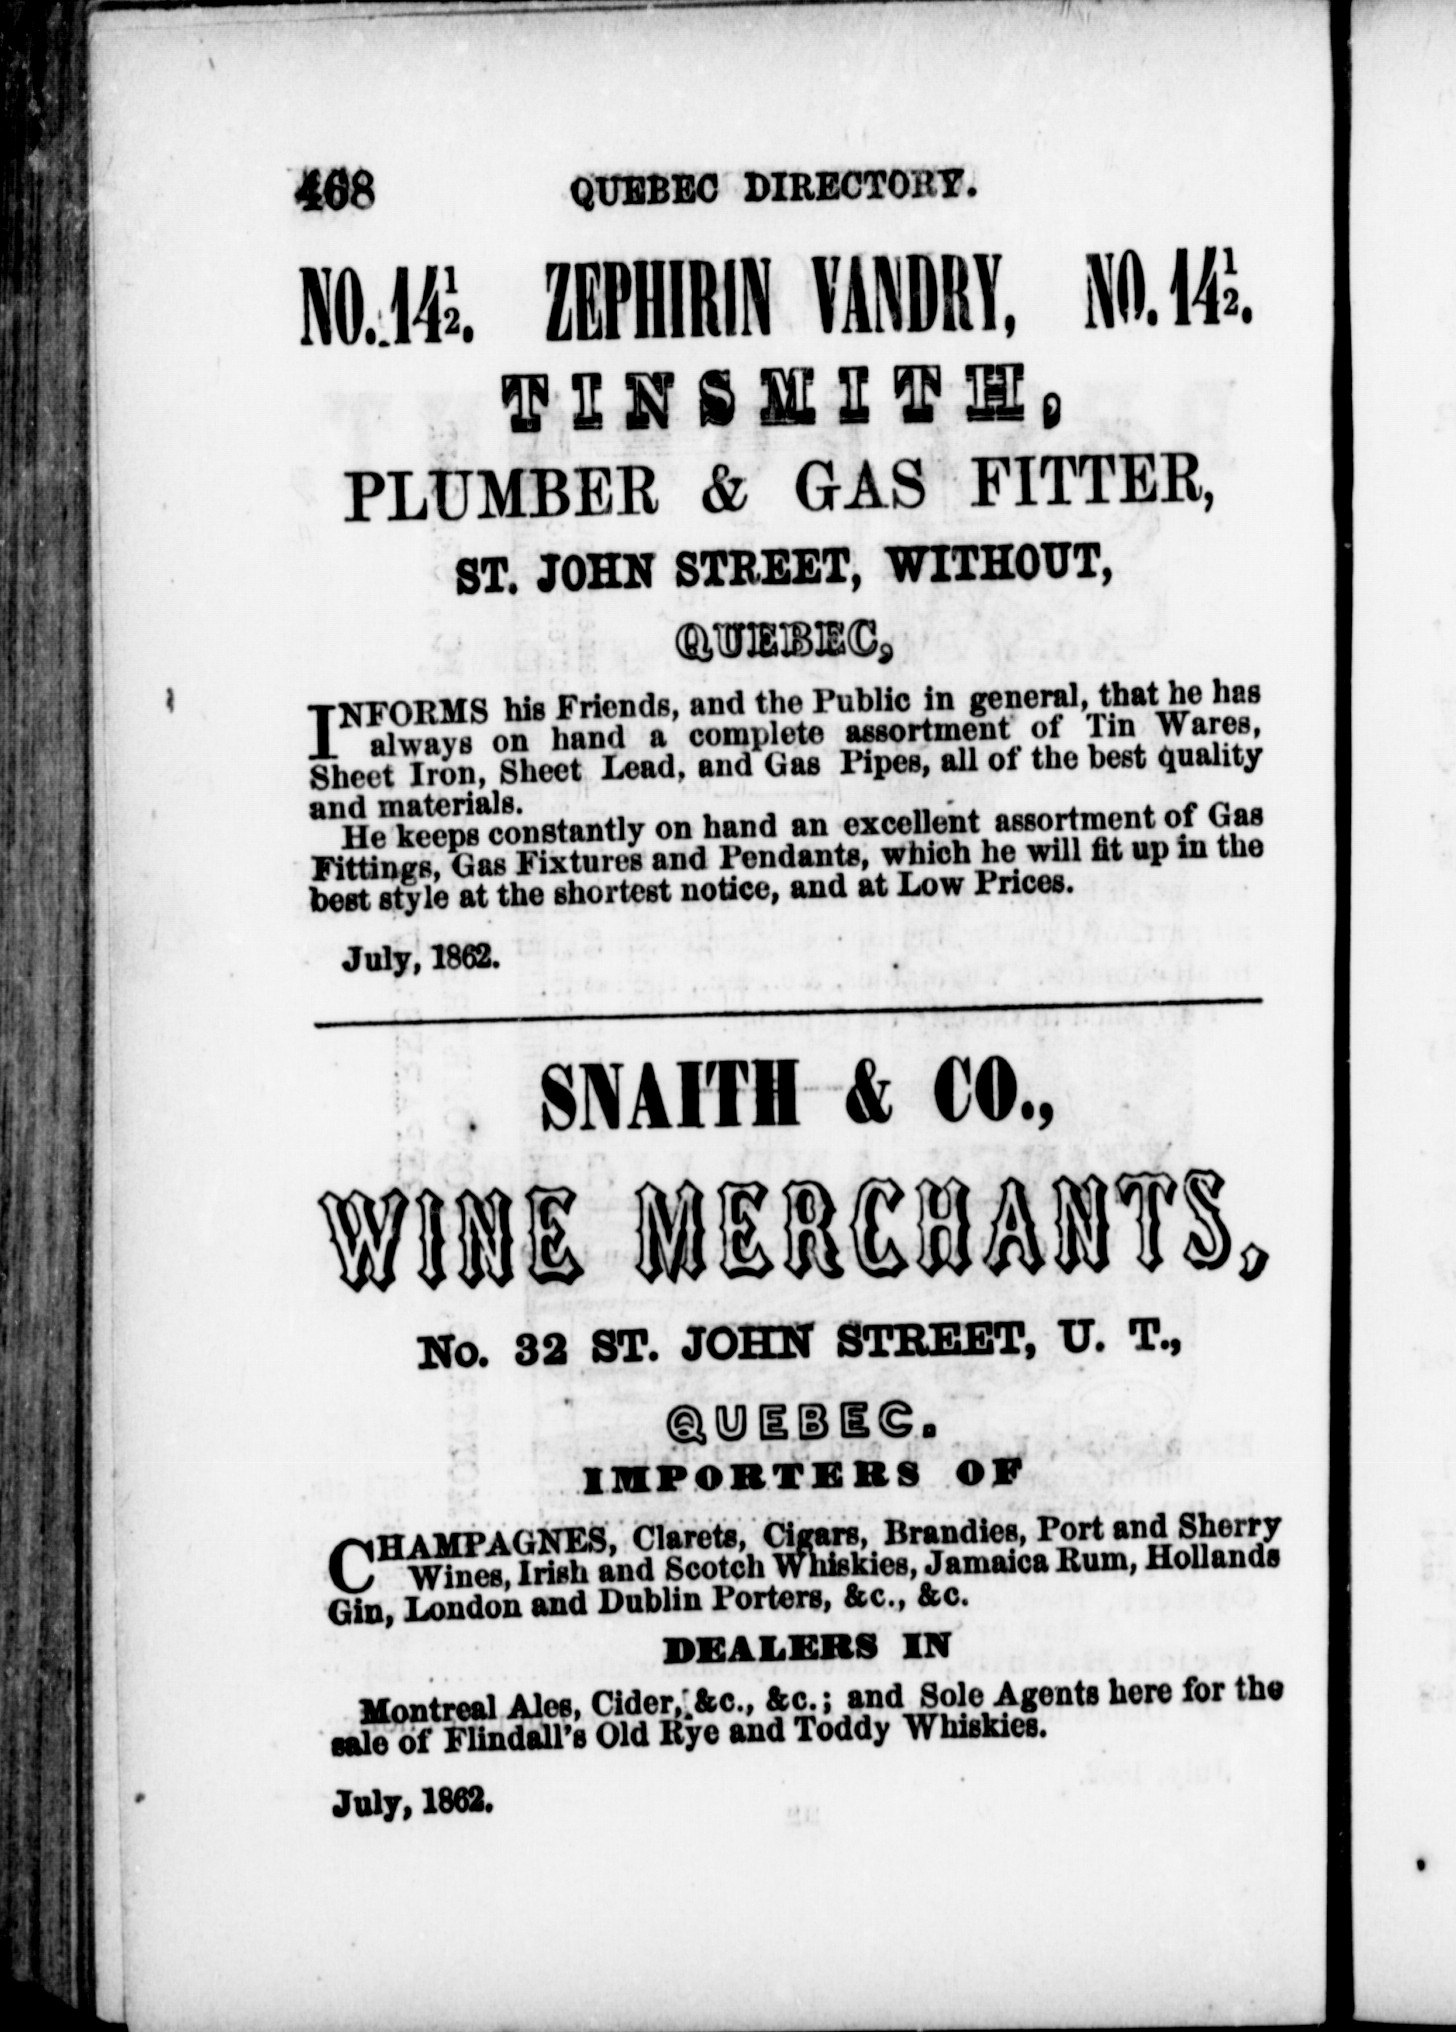 468 QUEBEC DIRECTORY.
NO. 14½. ZEPHIRIN VANDRY, NO. 14½.
TINSMITH,
PLUMBER & GAS FITTER,
ST. JOHN STREET, WITHOUT,
QUEBEC,
INFORMS his Friends, and the Public in general, that he has
always on hand a complete assortment of Tin Wares,
Sheet Iron, Sheet Lead, and Gas Pipes, all of the best quality
and materials.
He keeps constantly on hand an excellent assortment of Gas
Fittings, Gas Fixtures and Pendants, which he will fit up in the
best style at the shortest notice, and at Low Prices.
July, 1862.
SNAITH & CO.,
WINE MERCHANTS,
No. 32 ST. JOHN STREET, U. T.,
QUEBEC.
IMPORTERS OF
CHAMPAGNES, Clarets, Cigars, Brandies, Port and Sherry
Wines, Irish and Scotch Whiskies, Jamaica Rum, Hollands
Gin, London and Dublin Porters, &c., &c.
DEALERS IN
Montreal Ales, Cider, &c., &c.; and Sole Agents here for the
sale of Flindall's Old Rye and Toddy Whiskies.
July, 1862.